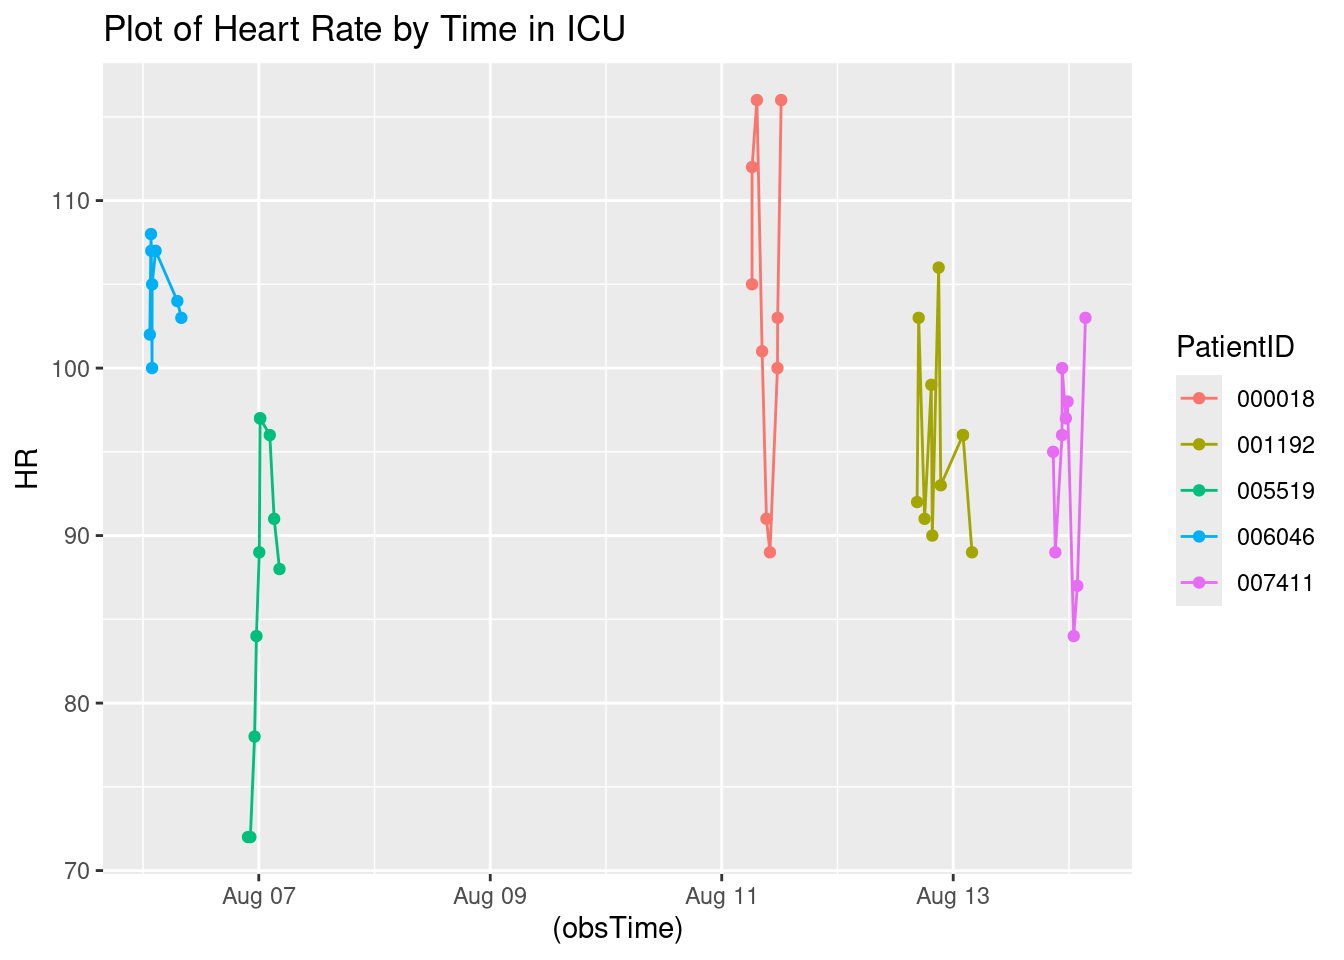 Plot of Heart Rate by Time in ICU
110
100
90
80
70
HR
Aug 07
Aug 09
Aug 11
Aug 13
(obsTime)
PatientID
000018
001192
005519
006046
007411